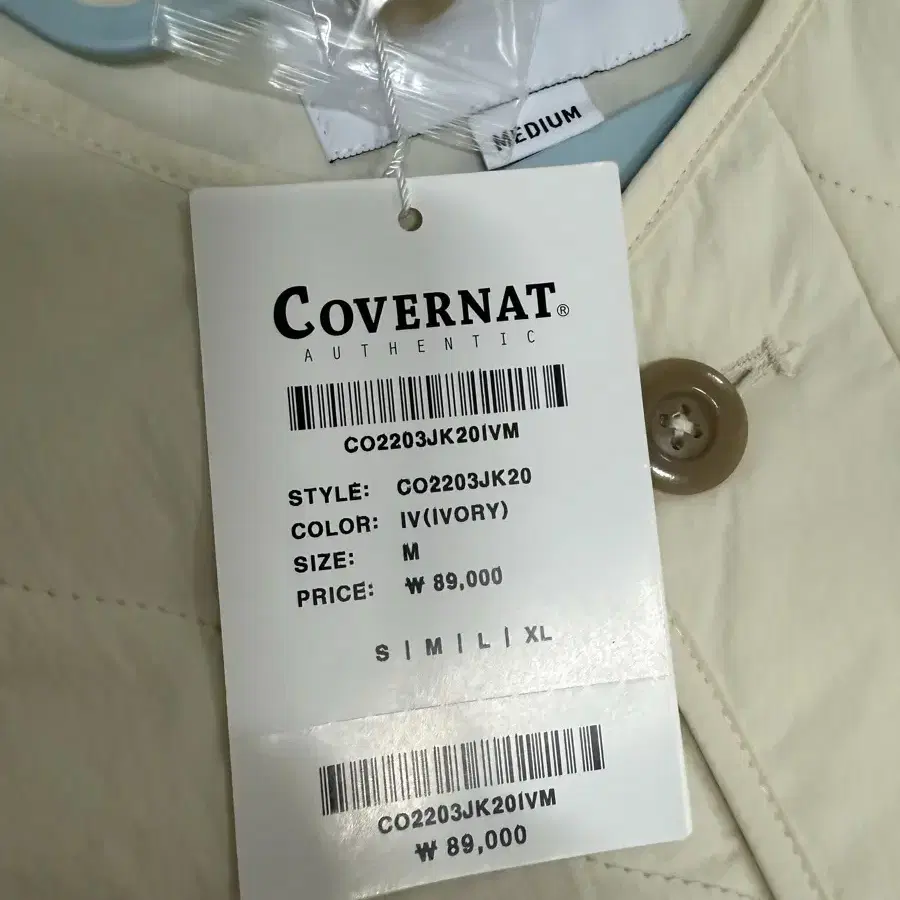 MEDIUM
COVERNAT®
AUTHENTIC
CO2203JK20IVM
STYLE: CO2203JK20
COLOR: IV(IVORY)
SIZE: M
PRICE: ₩ 89,000
S | M | L | XL
CO2203JK20IVM
₩ 89,000